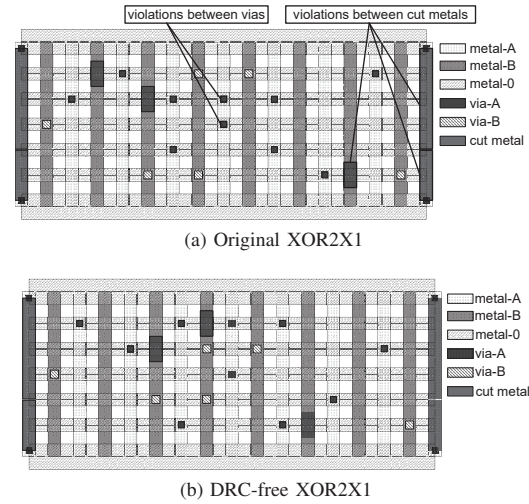 violations between vias
violations between cut metals
metal-A
metal-B
metal-0
via-A
via-B
cut metal
(a) Original XOR2X1
metal-A
metal-B
metal-0
via-A
via-B
cut metal
(b) DRC-free XOR2X1